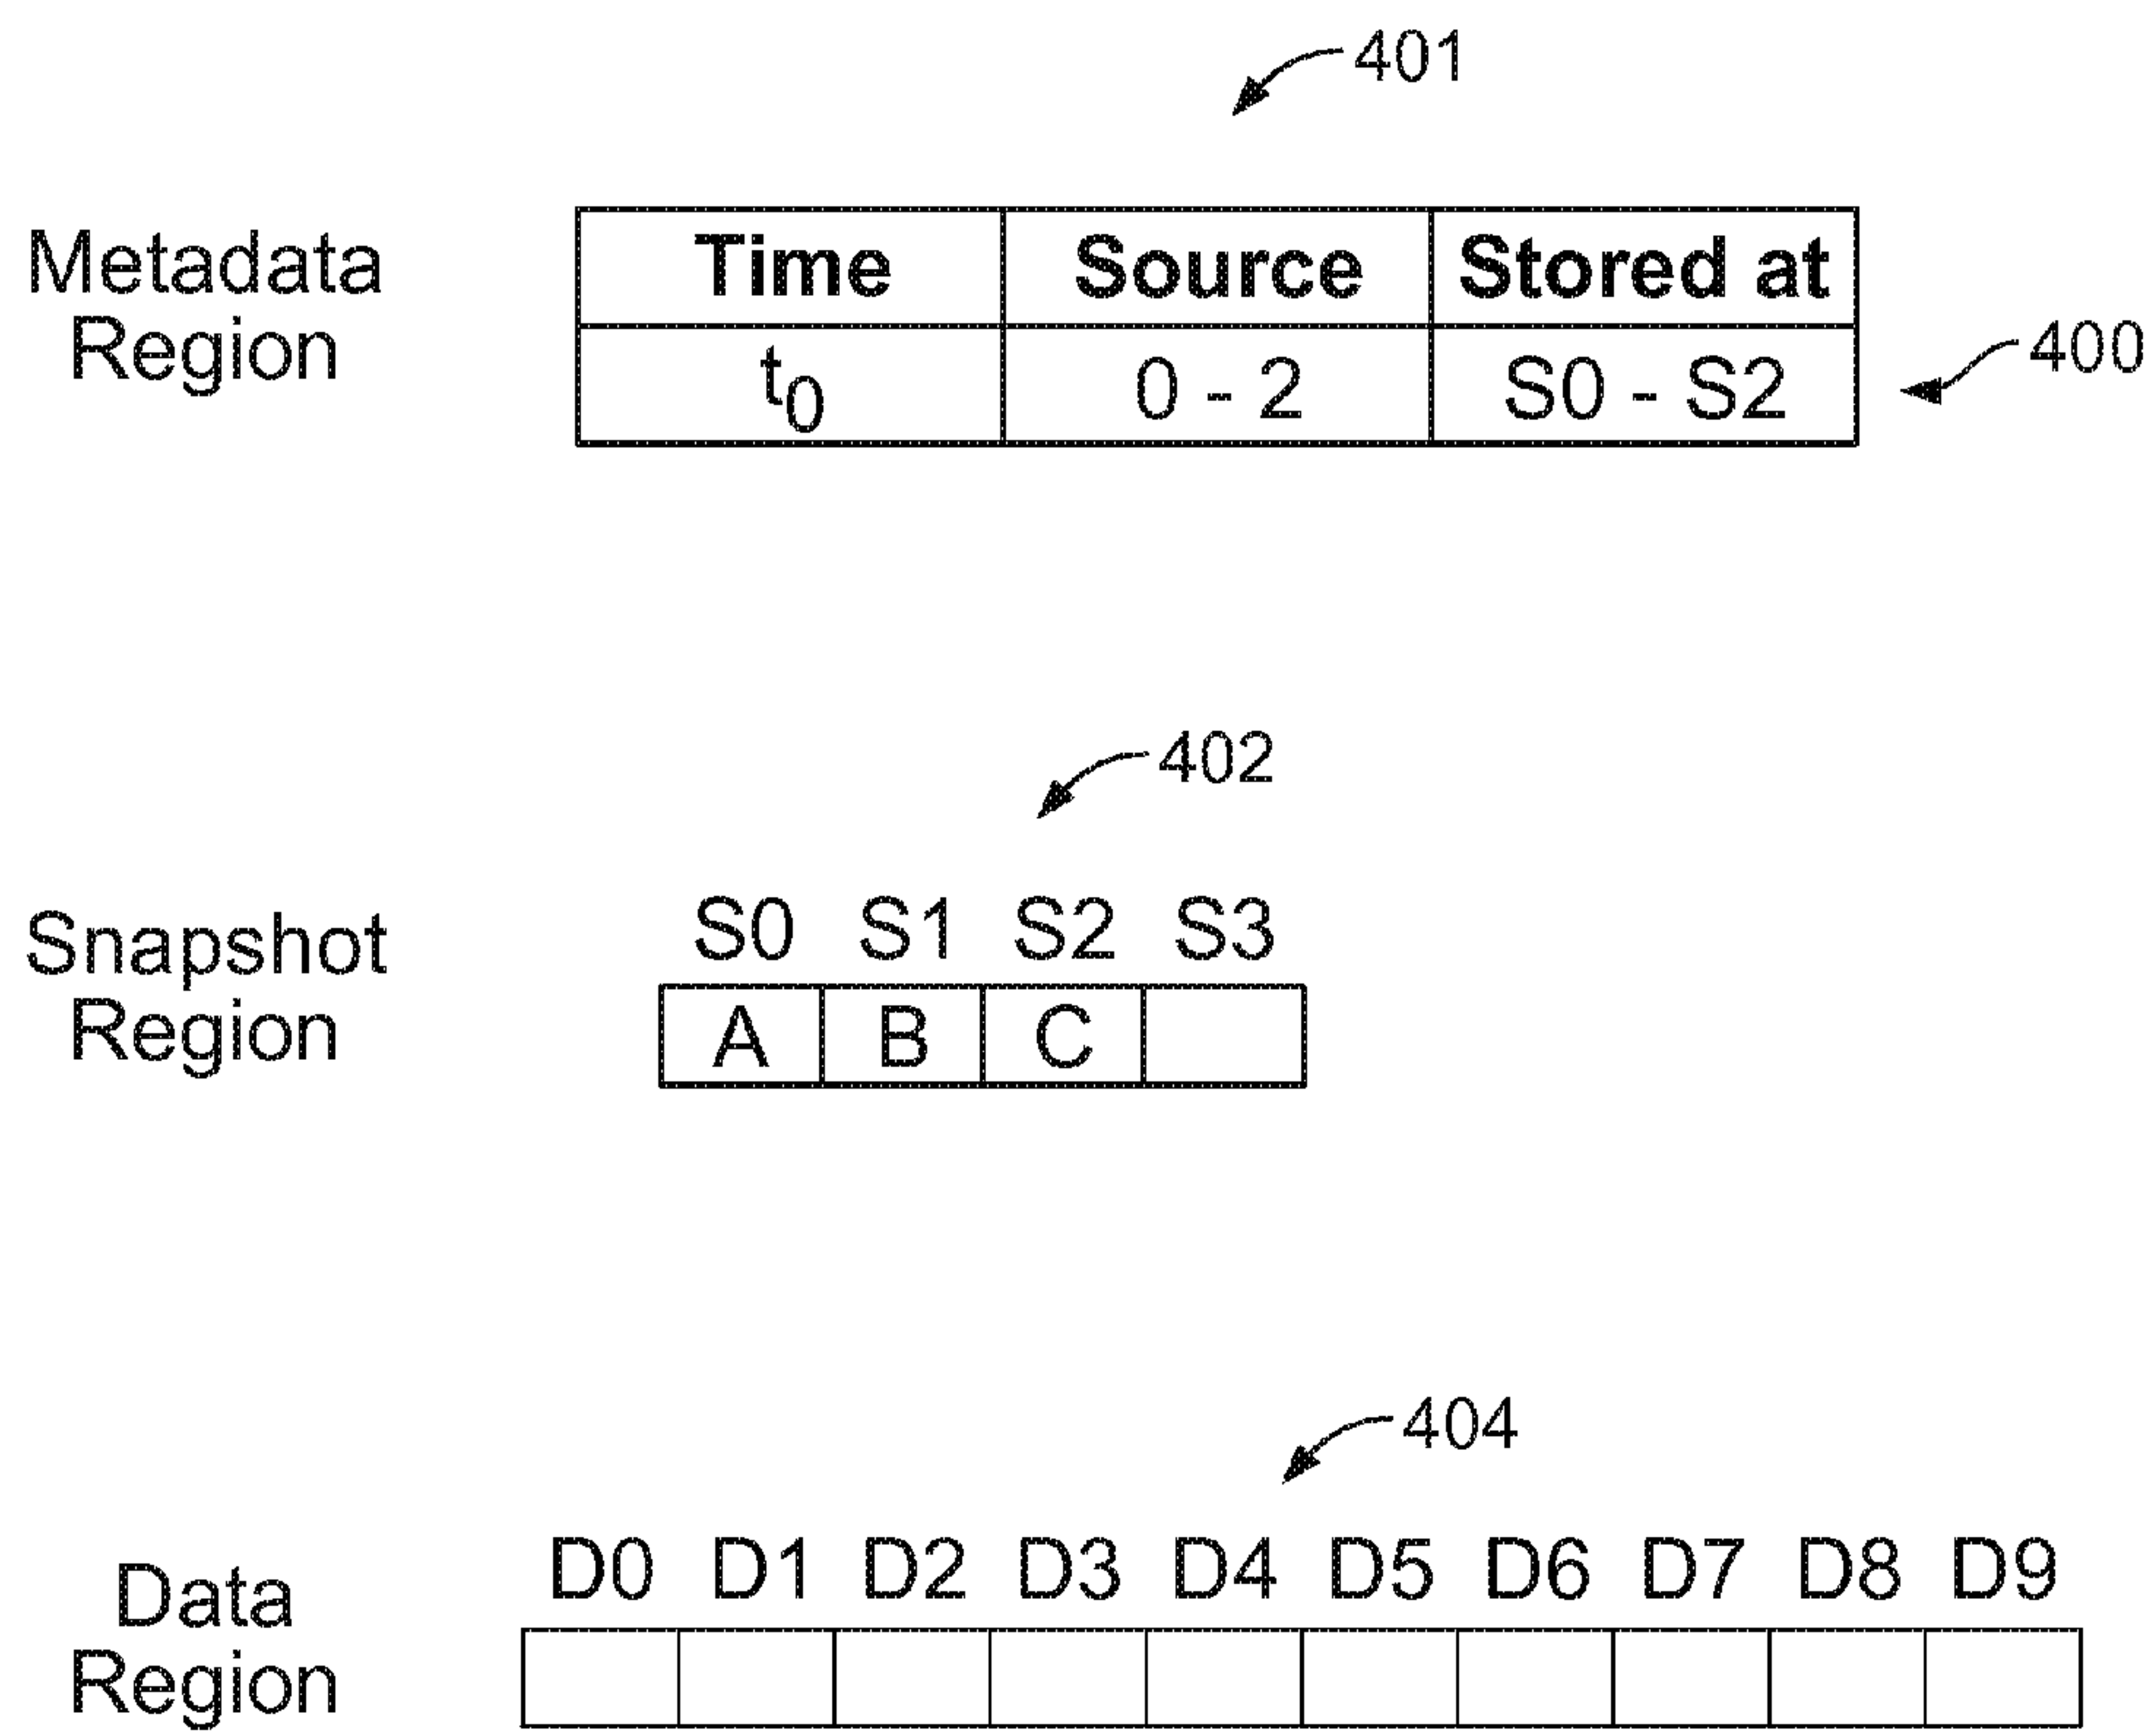 401
Metadata
Region
Time Source Stored at
t0 0 - 2 S0 - S2
400
402
Snapshot
Region
S0 S1 S2 S3
A B C
404
Data
Region
D0 D1 D2 D3 D4 D5 D6 D7 D8 D9